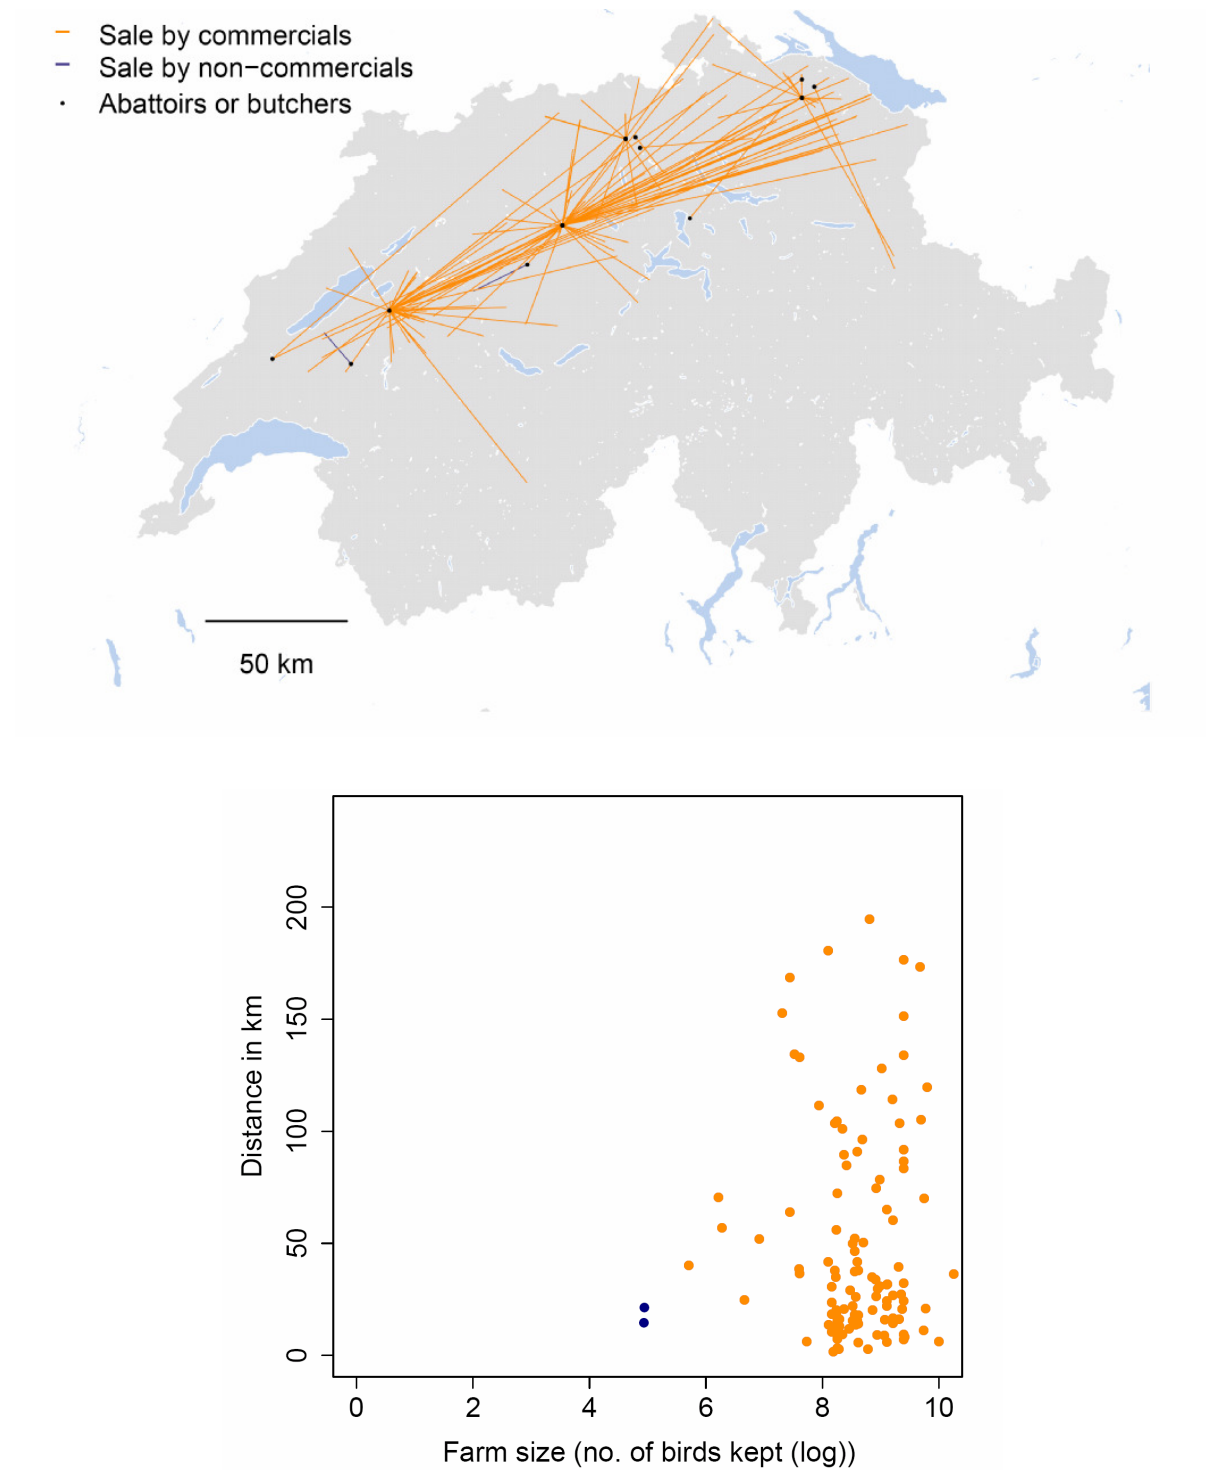 Sale by commercials
Sale by non−commercials
Abattoirs or butchers
50 km
200
150
100
50
0
Distance in km
0 2 4 6 8 10
Farm size (no. of birds kept (log))